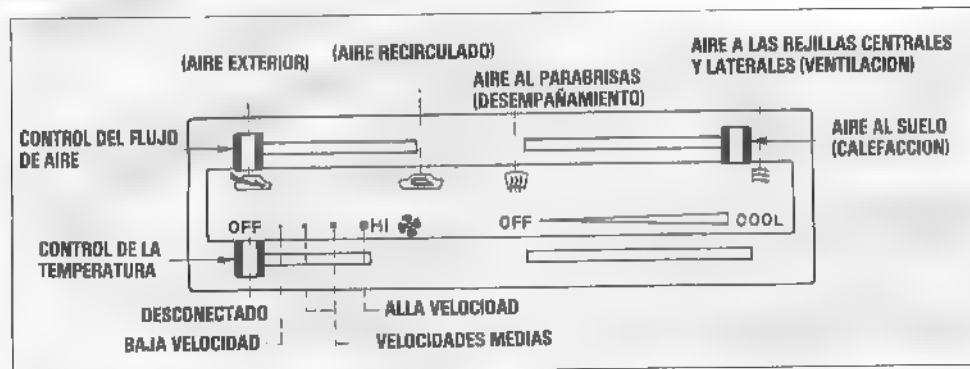 (AIRE EXTERIOR)
(AIRE RECIRCULADO)
AIRE AL PARABRISAS
(DESEMPAÑAMIENTO)
AIRE A LAS REJILLAS CENTRALES
Y LATERALES (VENTILACION)
CONTROL DEL FLUJO
DE AIRE
AIRE AL SUELO
(CALEFACCION)
OFF
HI
OFF
COOL
CONTROL DE LA
TEMPERATURA
DESCONECTADO
BAJA VELOCIDAD
ALLA VELOCIDAD
VELOCIDADES MEDIAS